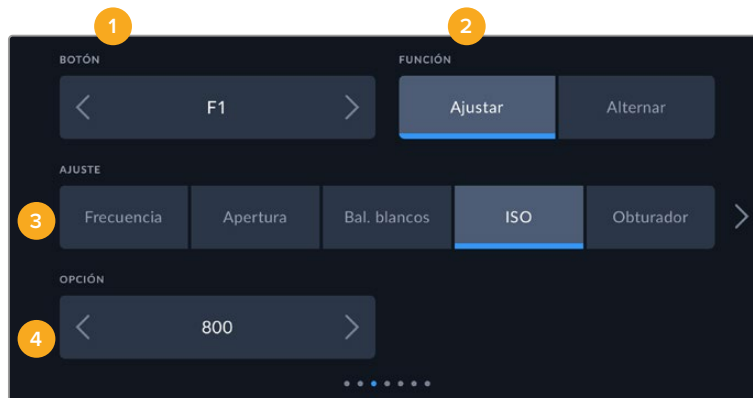 1
2
BOTÓN
FUNCIÓN
F1
Ajustar
Alternar
AJUSTE
3
Frecuencia
Apertura
Bal. blancos
ISO
Obturador
OPCIÓN
4
800